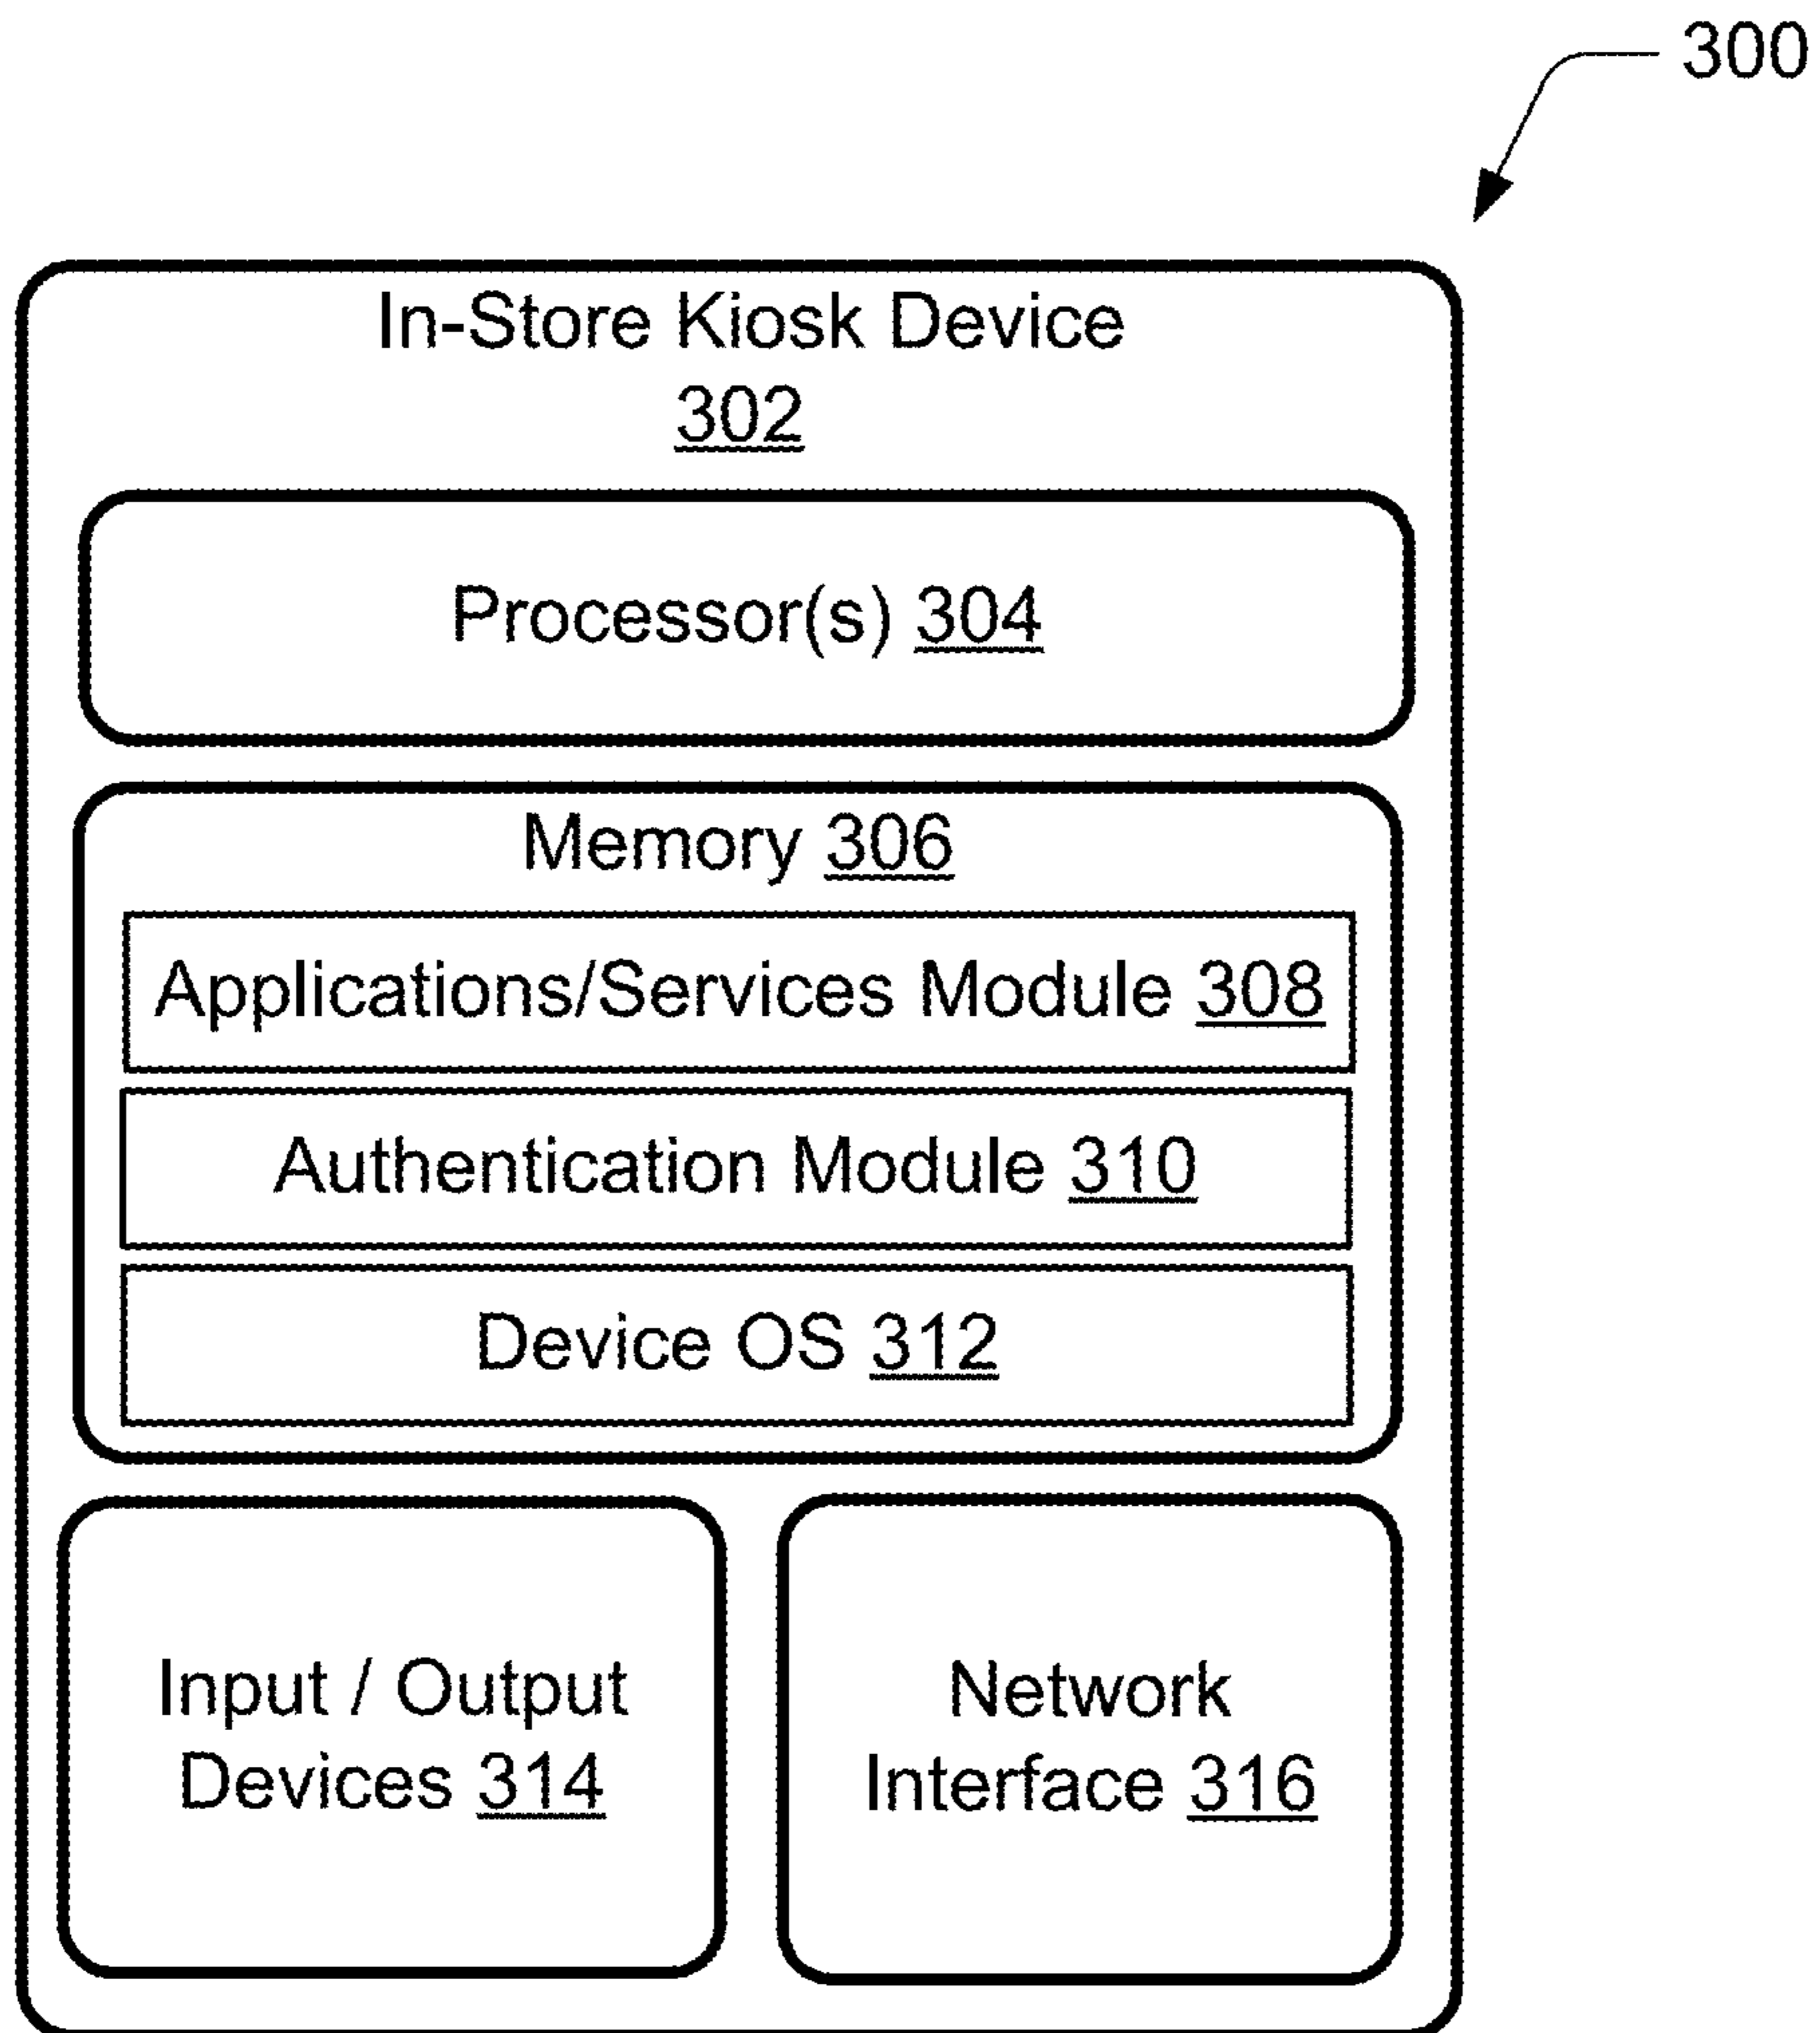 300
In-Store Kiosk Device
302
Processor(s) 304
Memory 306
Applications/Services Module 308
Authentication Module 310
Device OS 312
Input / Output
Devices 314
Network
Interface 316